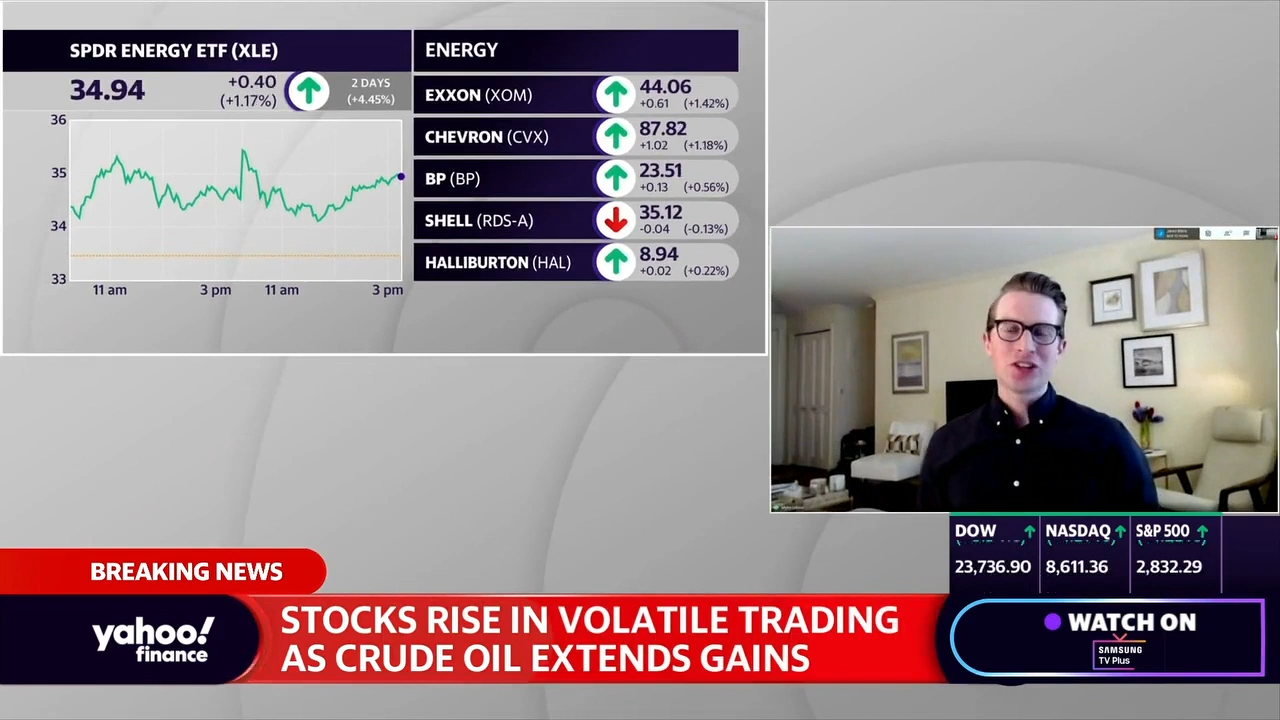 SPDR ENERGY ETF (XLE)
34.94
+0.40
(+1.17%)
2 DAYS
(+4.45%)
36
35
34
33
11 am
3 pm
11 am
3 pm
ENERGY
EXXON (XOM)
44.06
+0.61 (+1.42%)
CHEVRON (CVX)
87.82
+1.02 (+1.18%)
BP (BP)
23.51
+0.13 (+0.56%)
SHELL (RDS-A)
35.12
-0.04 (-0.13%)
HALLIBURTON (HAL)
8.94
+0.02 (+0.22%)
DOW
23,736.90
NASDAQ
8,611.36
S&P 500
2,832.29
BREAKING NEWS
yahoo!
finance
STOCKS RISE IN VOLATILE TRADING
AS CRUDE OIL EXTENDS GAINS
WATCH ON
SAMSUNG
TV Plus